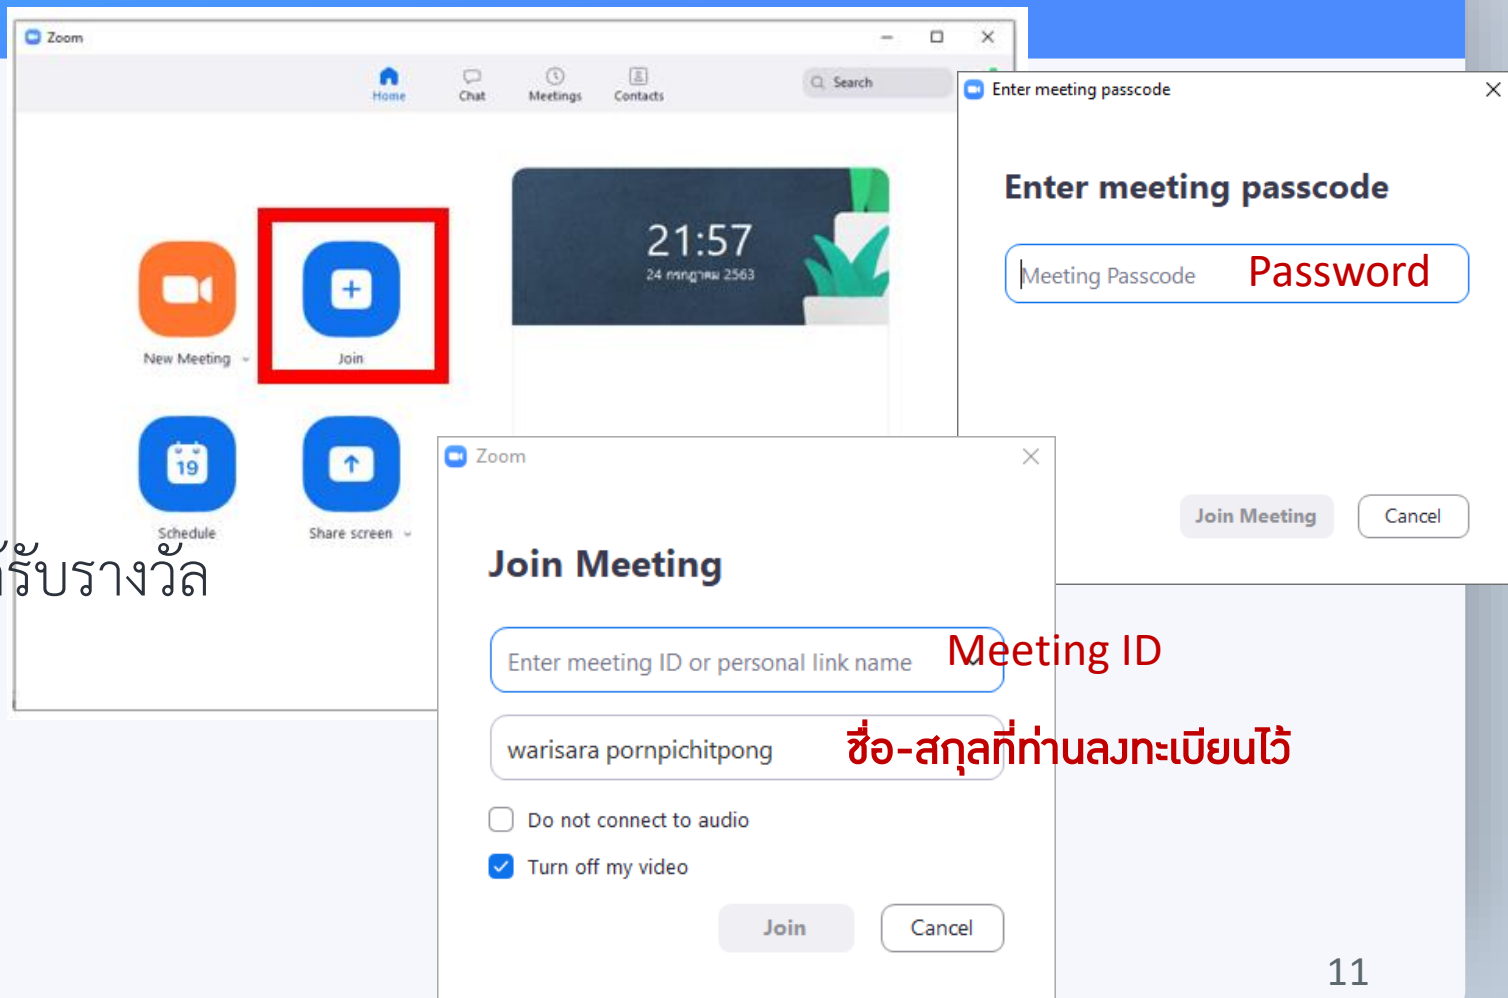 Zoom
Home
Chat
Meetings
Contacts
Search
New Meeting
Join
21:57
24 กรกฎาคม 2563
Schedule
19
Share screen
รับรางวัล
Enter meeting passcode
Enter meeting passcode
Meeting Passcode
Password
Join Meeting
Cancel
Zoom
Join Meeting
Enter meeting ID or personal link name
Meeting ID
warisara pornpichitpong
ชื่อ-สกุลที่ท่านลงทะเบียนไว้
Do not connect to audio
Turn off my video
Join
Cancel
11